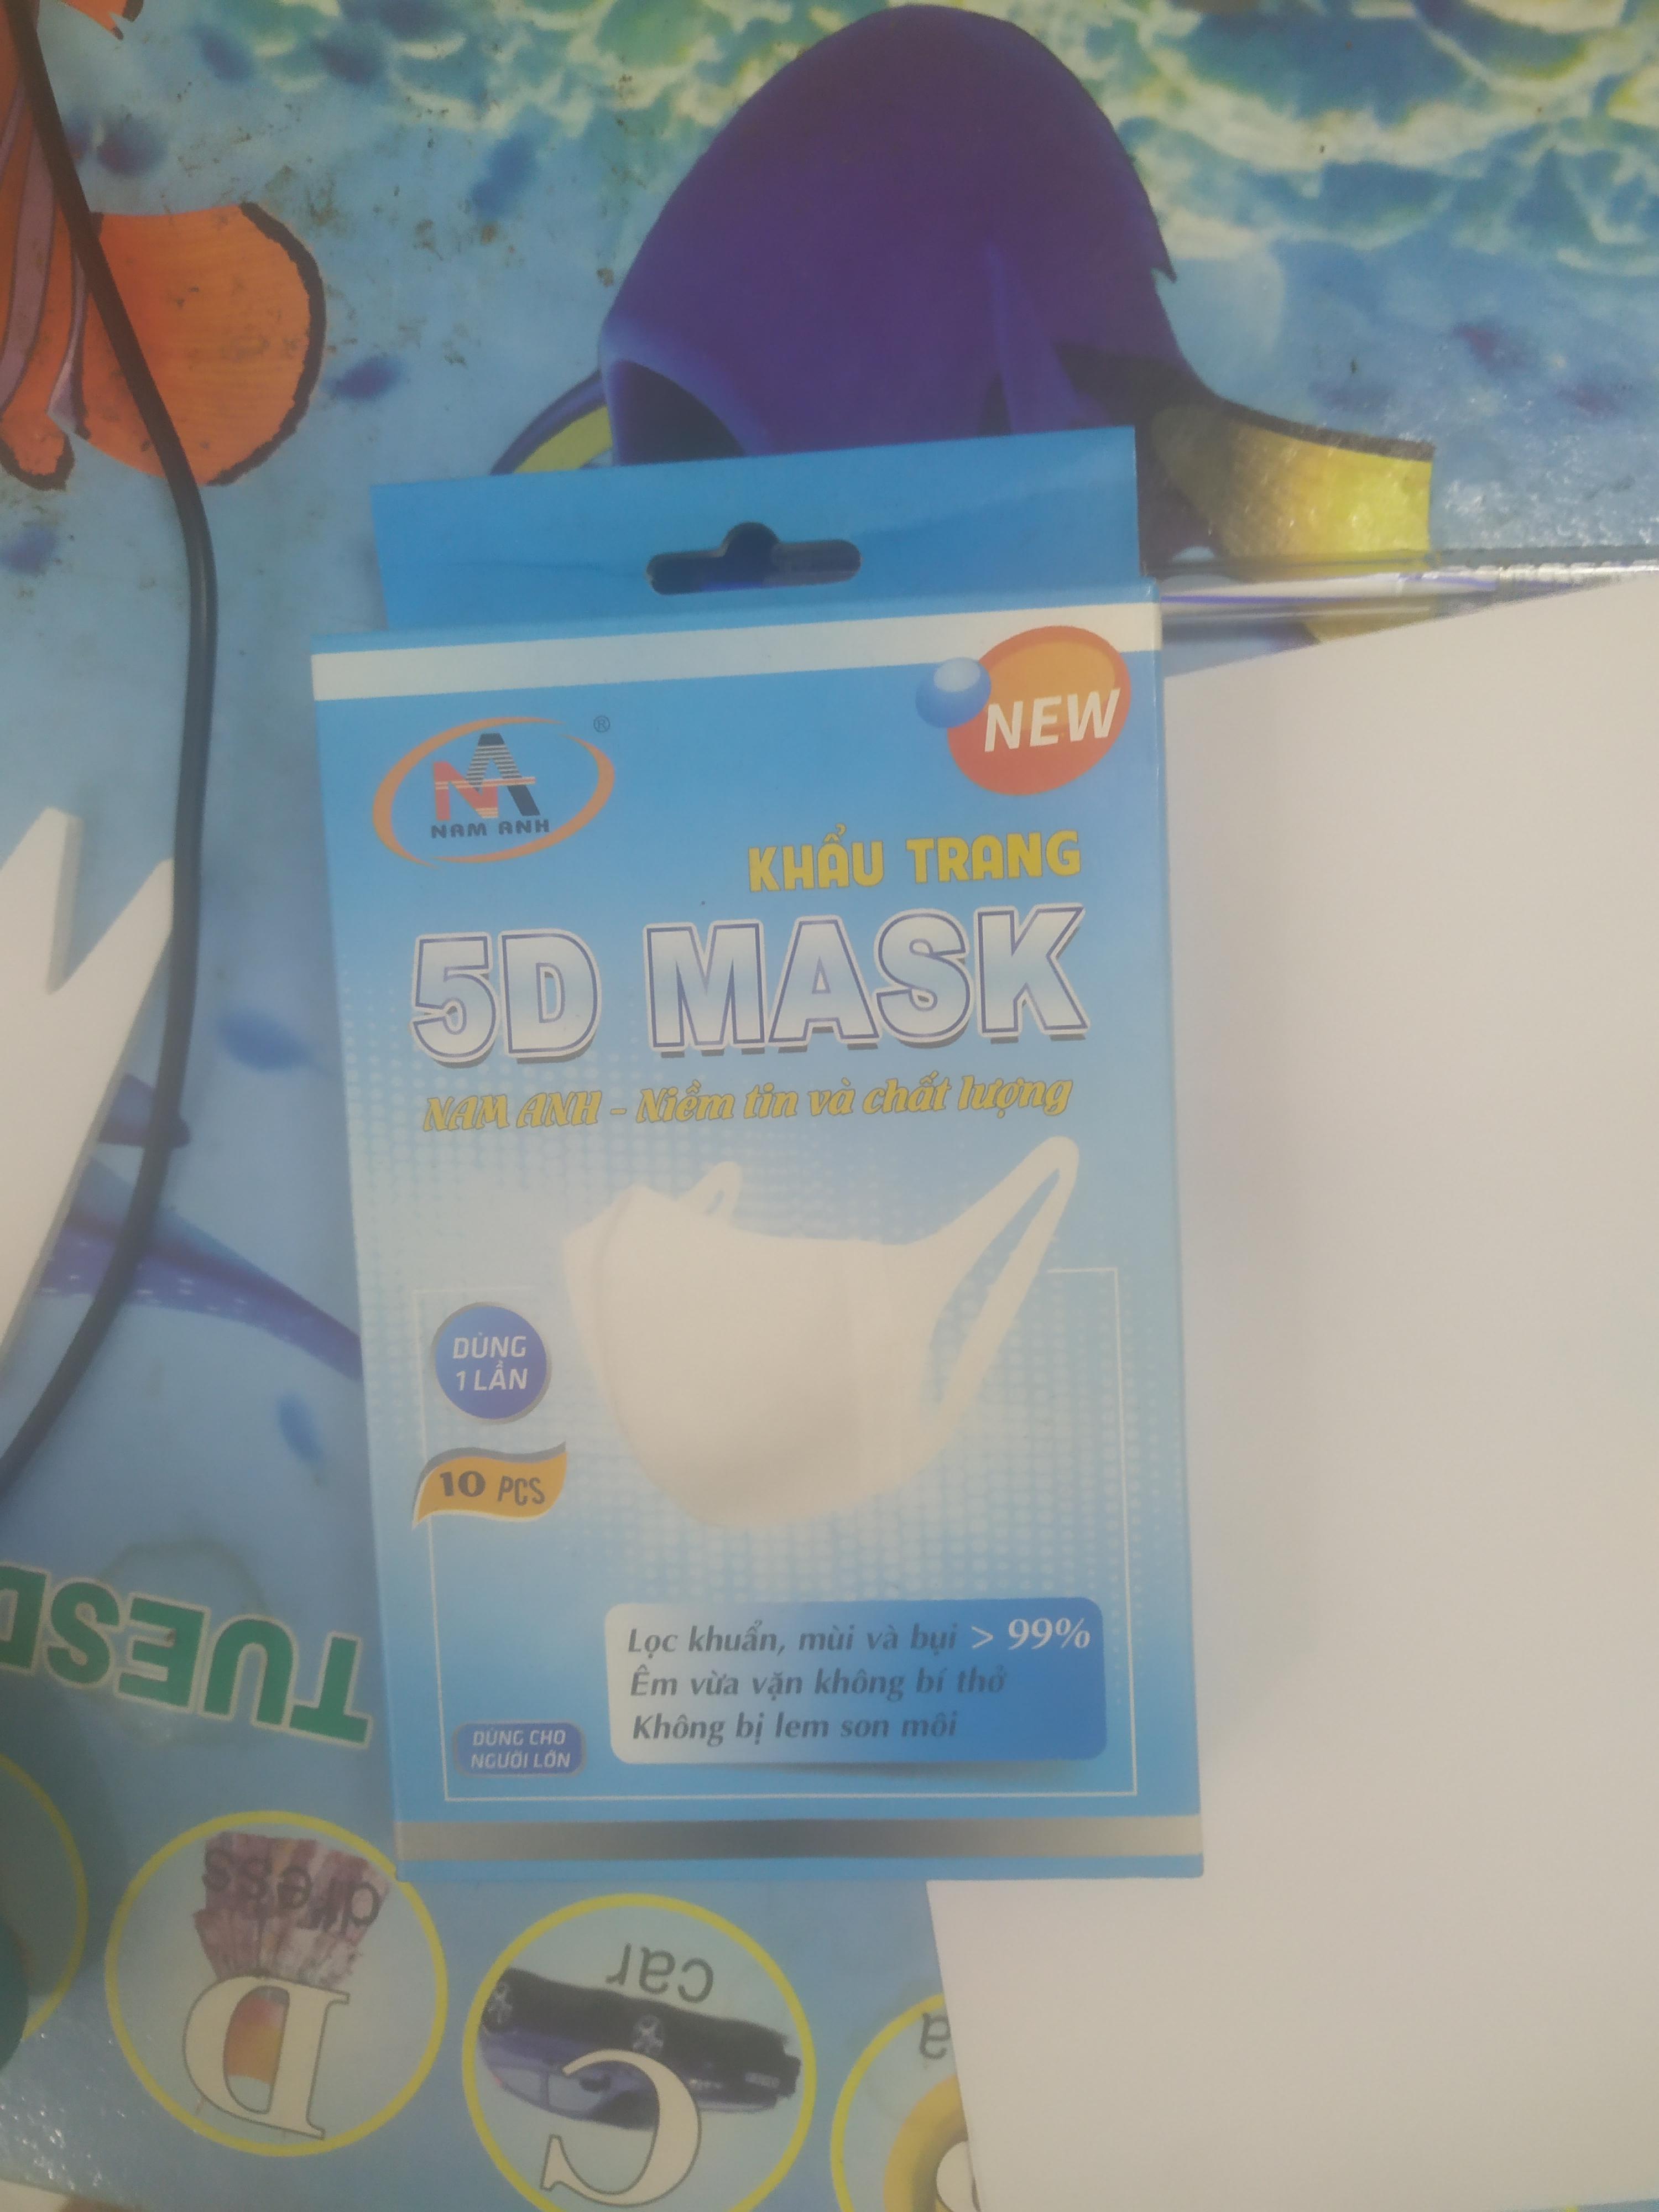 NEW
NA
NAM ANH
®
KHẨU TRANG
5D MASK
NAM ANH - Niềm tin và chất lượng
DÙNG
1 LẦN
10 PCS
Lọc khuẩn, mùi và bụi > 99%
Êm vừa vặn không bí thở
Không bị lem son môi
DÙNG CHO
NGƯỜI LỚN
TUESD
dress
D
car
C
a